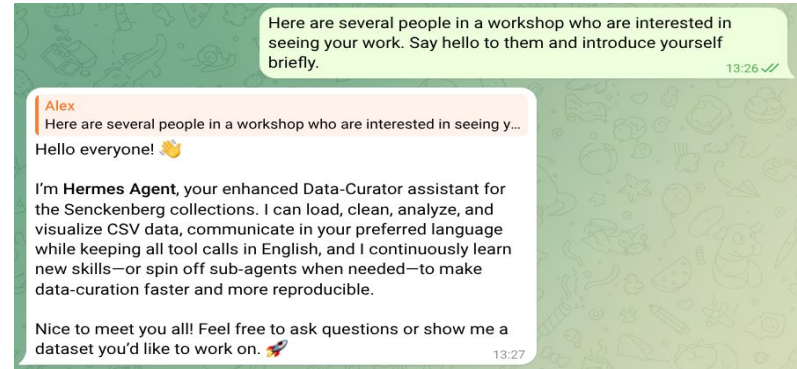 Here are several people in a workshop who are interested in
seeing your work. Say hello to them and introduce yourself
briefly.
13:26
Alex
Here are several people in a workshop who are interested in seeing y...
Hello everyone! 👋
I'm Hermes Agent, your enhanced Data-Curator assistant for
the Senckenberg collections. I can load, clean, analyze, and
visualize CSV data, communicate in your preferred language
while keeping all tool calls in English, and I continuously learn
new skills—or spin off sub-agents when needed—to make
data-curation faster and more reproducible.
Nice to meet you all! Feel free to ask questions or show me a
dataset you'd like to work on. 🚀
13:27